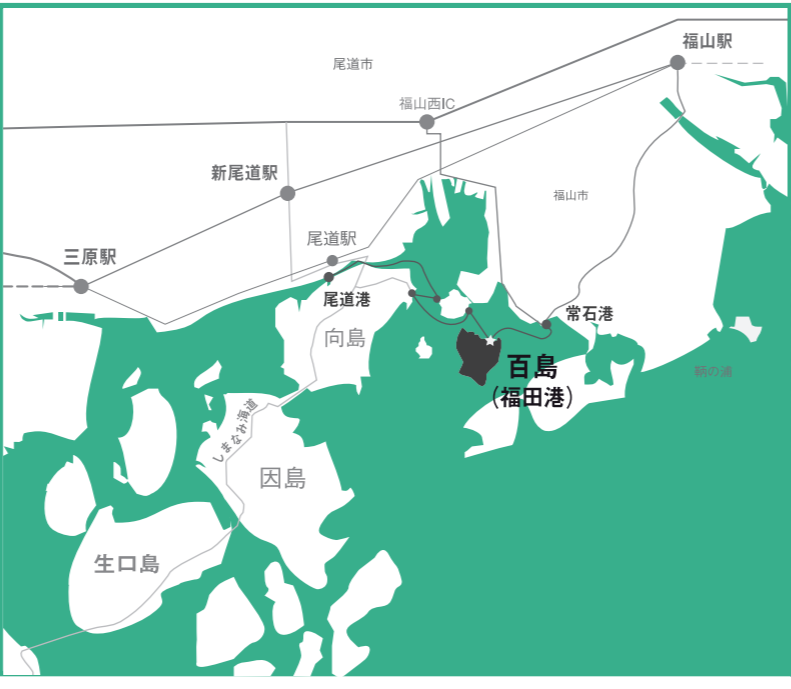 福山駅
尾道市
福山西IC
新尾道駅
福山市
尾道駅
三原駅
尾道港
常石港
向島
百島
（福田港）
鞆の浦
しまなみ海道
因島
生口島